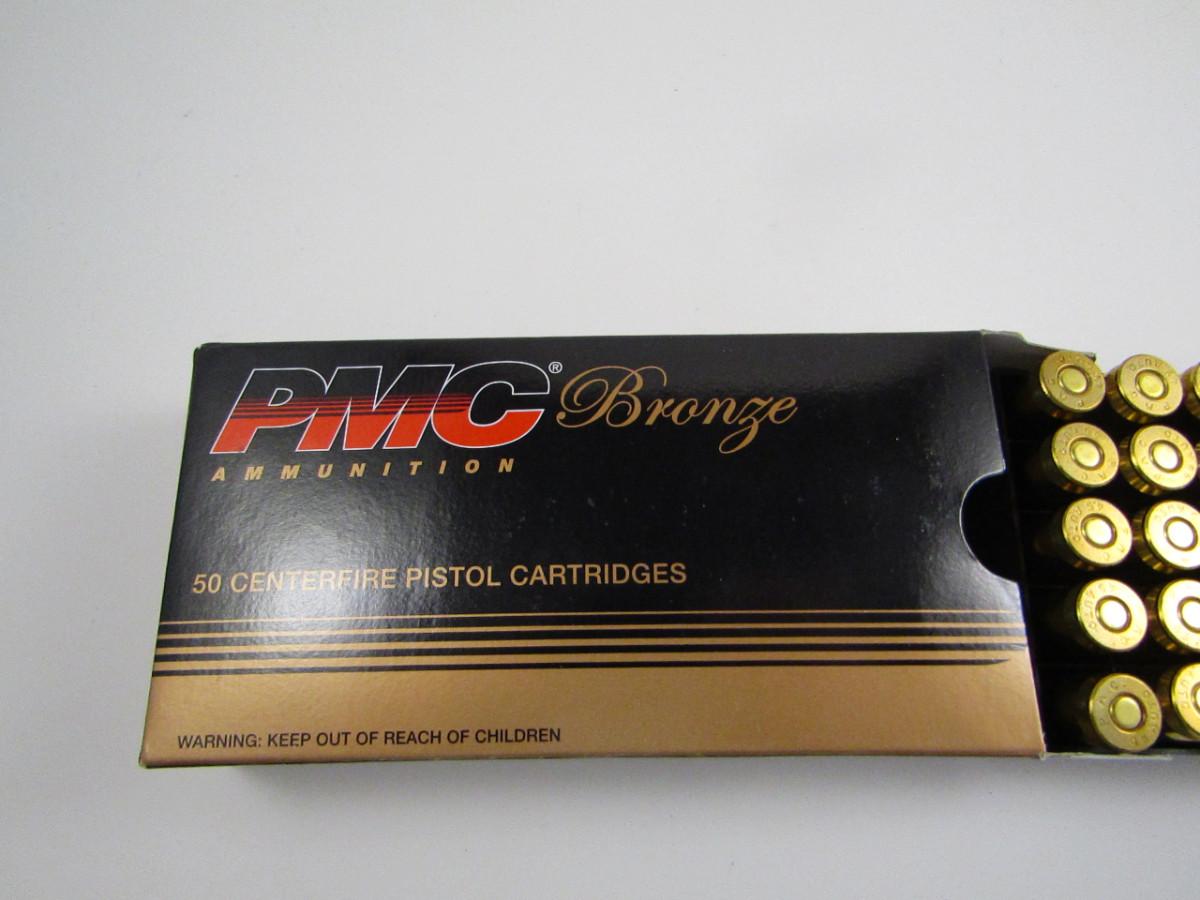 PMC® Bronze
AMMUNITION
50 CENTERFIRE PISTOL CARTRIDGES
WARNING: KEEP OUT OF REACH OF CHILDREN